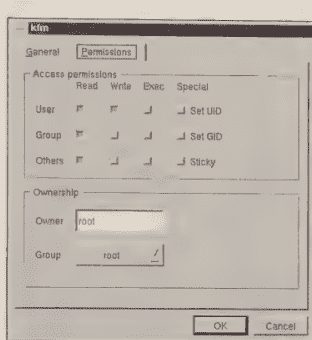 kfm
General Permissions
Access permissions
Read Write Exec Special
User Set UID
Group Set GID
Others Sticky
Ownership
Owner root
Group root
OK Cancel